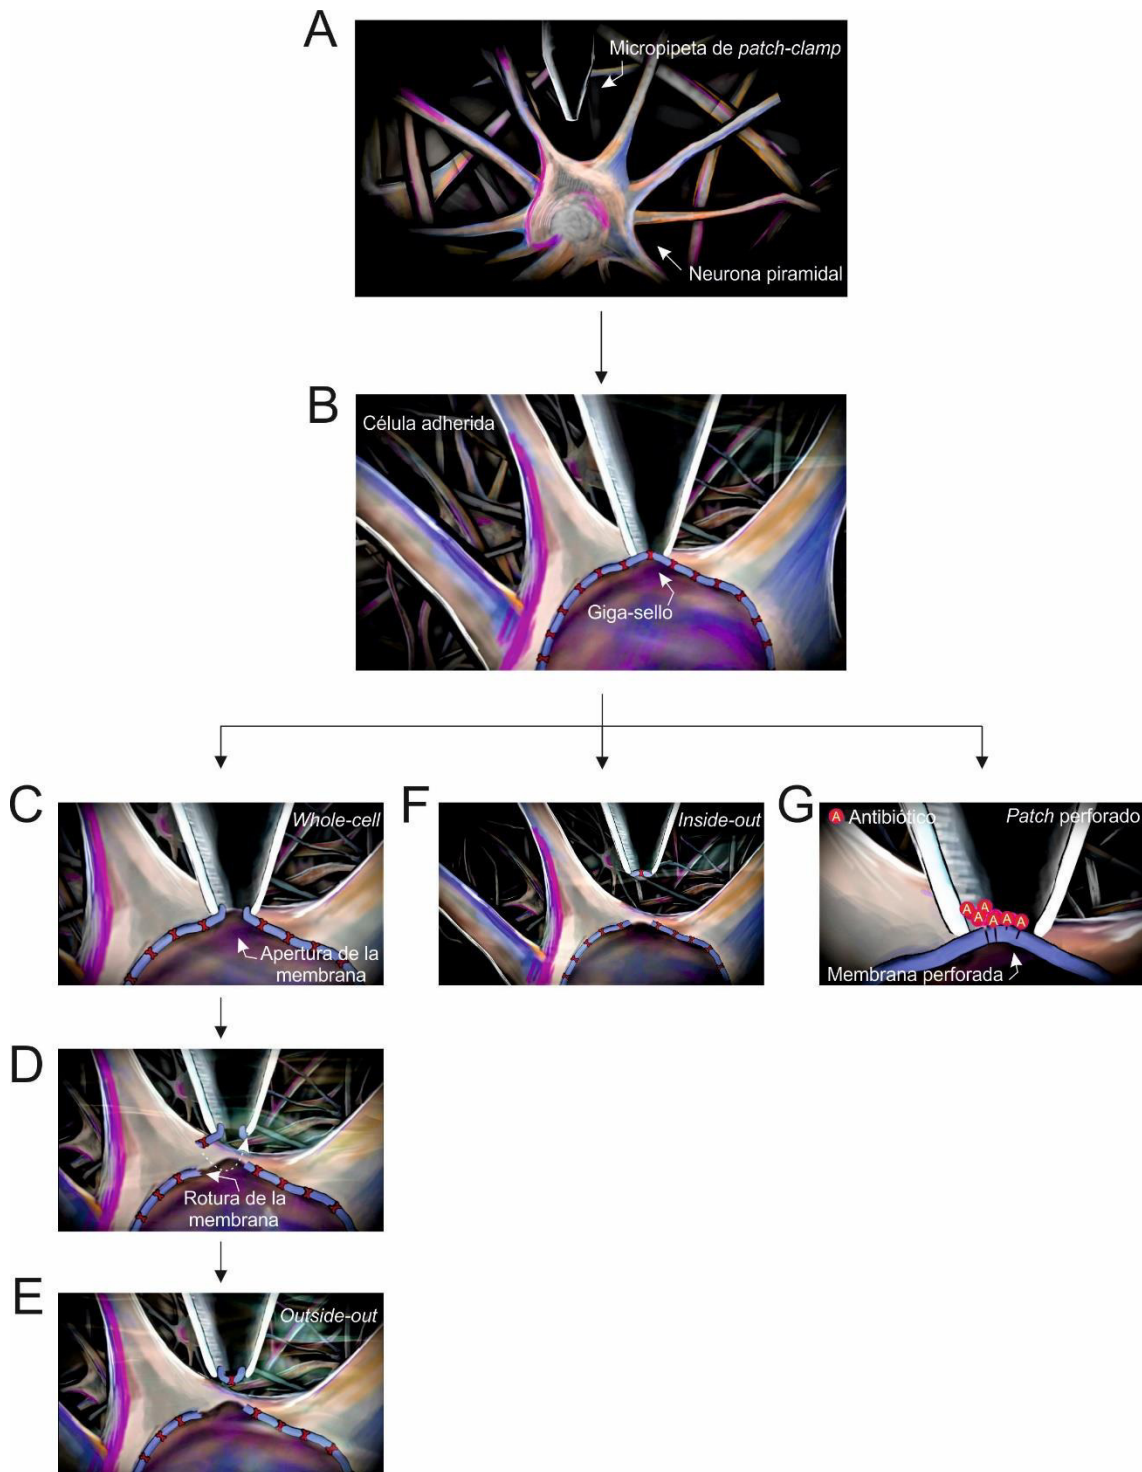 A
Micropipeta de patch-clamp
Neurona piramidal
B
Célula adherida
Giga-sello
C
Whole-cell
Apertura de la
membrana
F
Inside-out
G
A Antibiótico
Patch perforado
A A
A A A A
Membrana perforada
D
Rotura de la
membrana
E
Outside-out